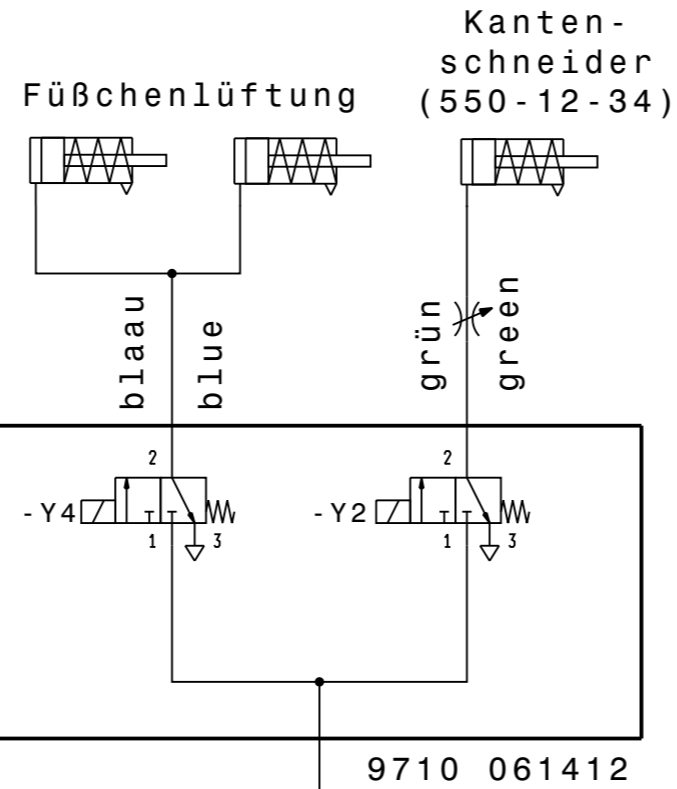 Kanten-
schneider
(550-12-34)
Füßchenlüftung
blaau
blue
grün
green
2
2
-Y4
-Y2
1
3
1
3
9710 061412